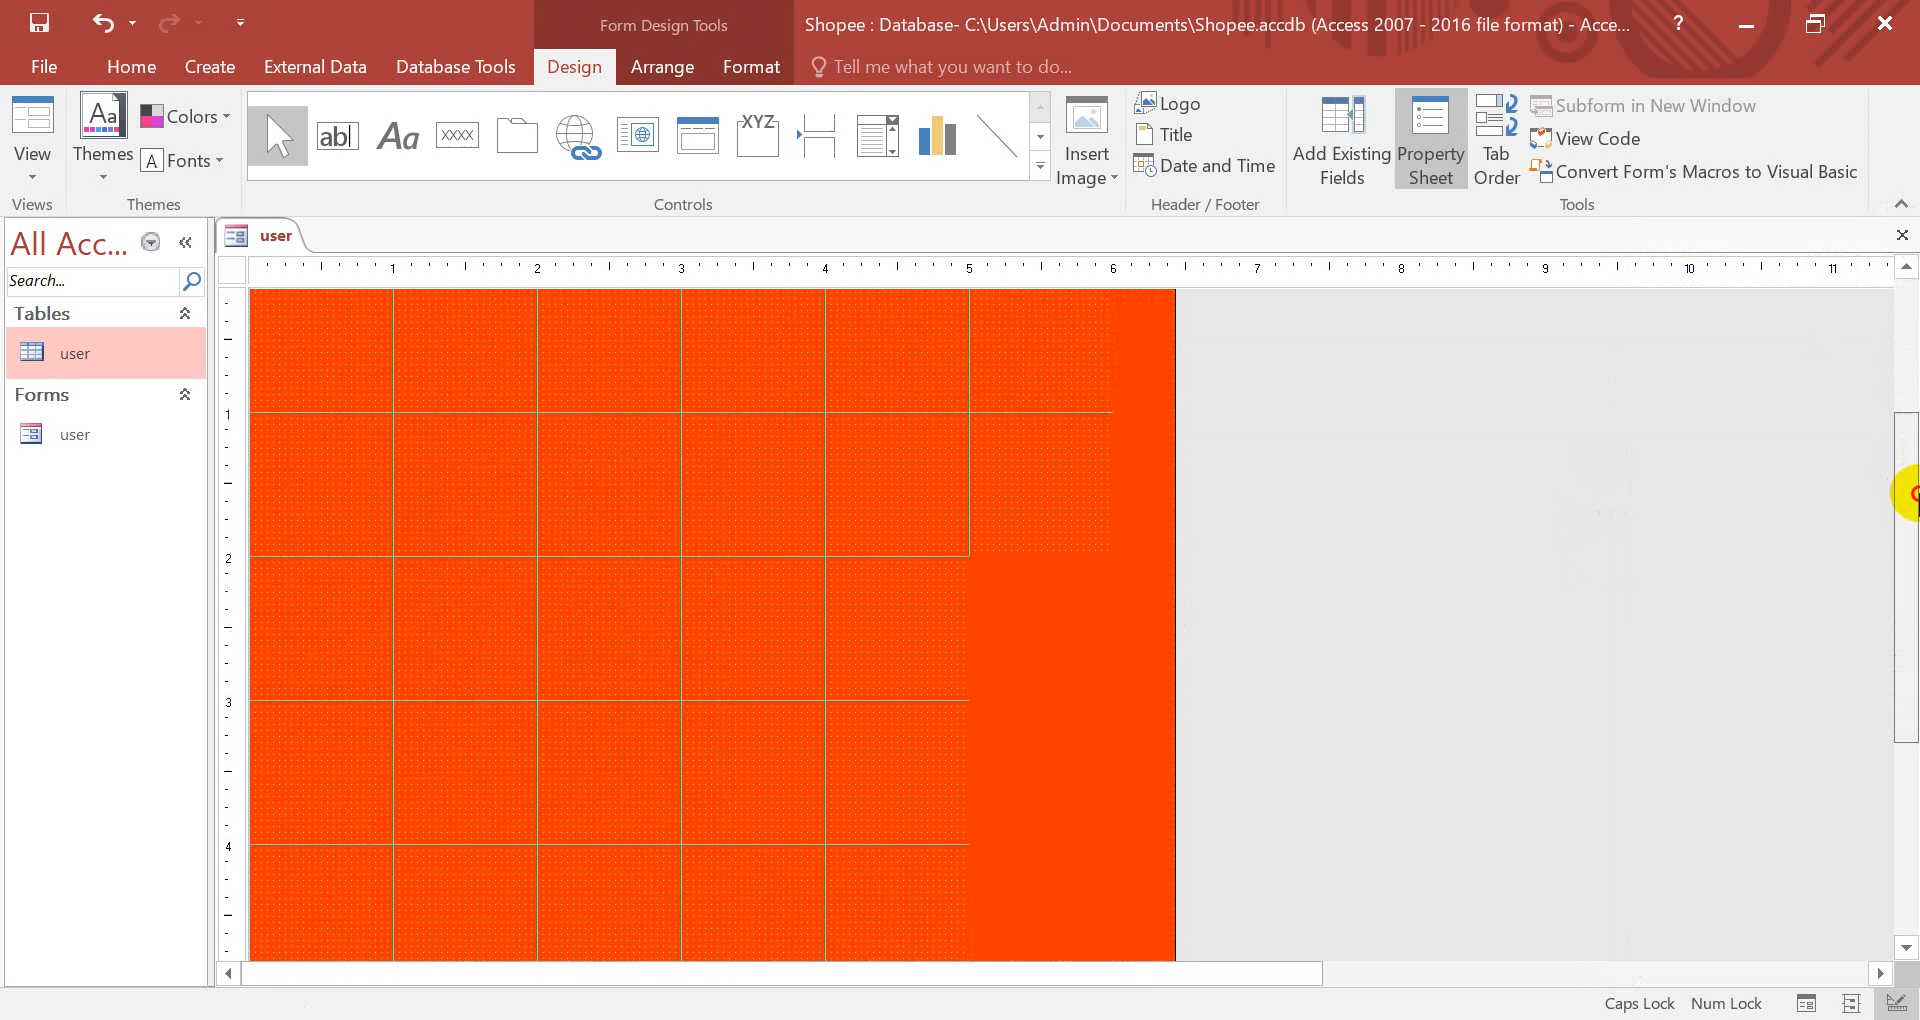 Form Design Tools
Shopee : Database- C:\Users\Admin\Documents\Shopee.accdb (Access 2007 - 2016 file format) - Acce...
?
File Home Create External Data Database Tools Design Arrange Format Tell me what you want to do...
View
Views
Themes
Colors
A Fonts
Themes
Aa
ab|
Aa
XXXX
XYZ
Controls
Insert
Image
Logo
Title
Date and Time
Header / Footer
Add Existing
Fields
Property
Sheet
Tab
Order
Subform in New Window
View Code
Convert Form's Macros to Visual Basic
Tools
All Acc...
Search...
Tables
user
Forms
user
user
1 2 3 4 5 6 7 8 9 10 11
1
2
3
4
Caps Lock Num Lock